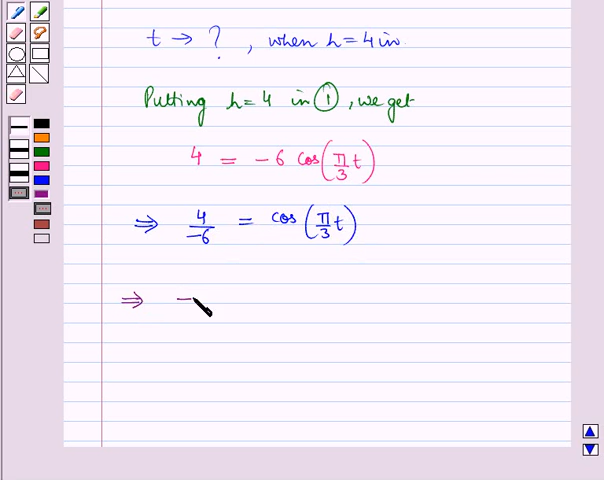 t → ? , when h = 4 in
Putting h = 4 in ①, we get
4 = -6 cos(π/3 t)
⇒ 4/-6 = cos(π/3 t)
⇒ -